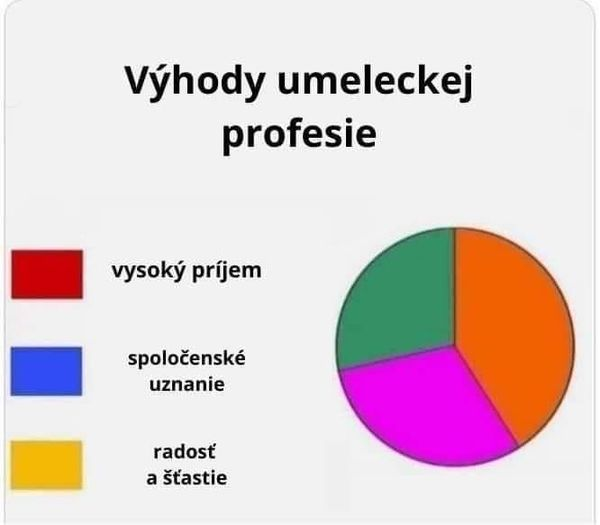 Výhody umeleckej
profesie
vysoký príjem
spoločenské
uznanie
radosť
a šťastie